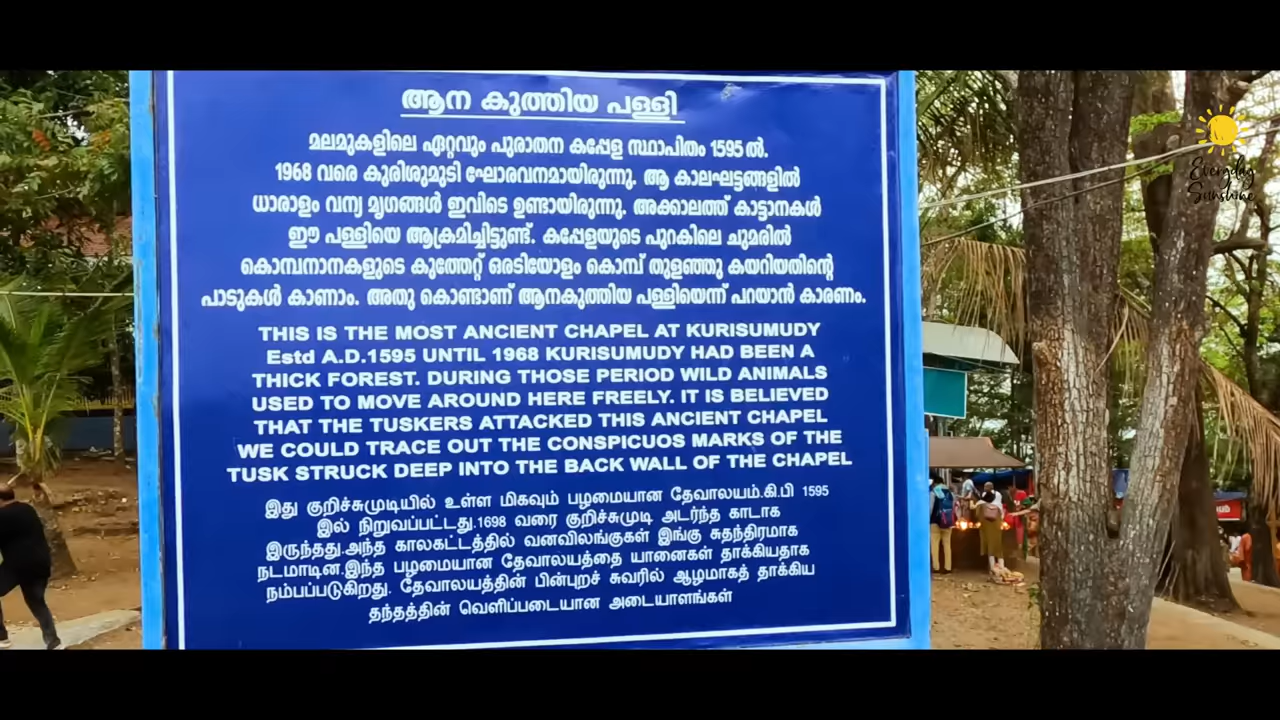 ആന കുത്തിയ പള്ളി
മലമുകളിലെ ഏറ്റവും പുരാതന കപ്പേള സ്ഥാപിതം 1595 ൽ.
1968 വരെ കുരിശുമുടി ഘോരവനമായിരുന്നു. ആ കാലഘട്ടങ്ങളിൽ
ധാരാളം വന്യ മൃഗങ്ങൾ ഇവിടെ ഉണ്ടായിരുന്നു. അക്കാലത്ത് കാട്ടാനകൾ
ഈ പള്ളിയെ ആക്രമിച്ചിട്ടുണ്ട്. കപ്പേളയുടെ പുറകിലെ ചുമരിൽ
കൊമ്പനാനകളുടെ കുത്തേറ്റ് ഒരടിയോളം കൊമ്പ് തുളഞ്ഞു കയറിയതിന്റെ
പാടുകൾ കാണാം. അതു കൊണ്ടാണ് ആനകുത്തിയ പള്ളിയെന്ന് പറയാൻ കാരണം.
THIS IS THE MOST ANCIENT CHAPEL AT KURISUMUDY
Estd A.D.1595 UNTIL 1968 KURISUMUDY HAD BEEN A
THICK FOREST. DURING THOSE PERIOD WILD ANIMALS
USED TO MOVE AROUND HERE FREELY. IT IS BELIEVED
THAT THE TUSKERS ATTACKED THIS ANCIENT CHAPEL
WE COULD TRACE OUT THE CONSPICUOS MARKS OF THE
TUSK STRUCK DEEP INTO THE BACK WALL OF THE CHAPEL
இது குறிச்சுமுடியில் உள்ள மிகவும் பழமையான தேவாலயம்.கி.பி 1595
இல் நிறுவப்பட்டது.1698 வரை குறிச்சுமுடி அடர்ந்த காடாக
இருந்தது.அந்த காலகட்டத்தில் வனவிலங்குகள் இங்கு சுதந்திரமாக
நடமாடின.இந்த பழமையான தேவாலயத்தை யானைகள் தாக்கியதாக
நம்பப்படுகிறது. தேவாலயத்தின் பின்புறச் சுவரில் ஆழமாகத் தாக்கிய
தந்தத்தின் வெளிப்படையான அடையாளங்கள்
Everyday
Sunshine